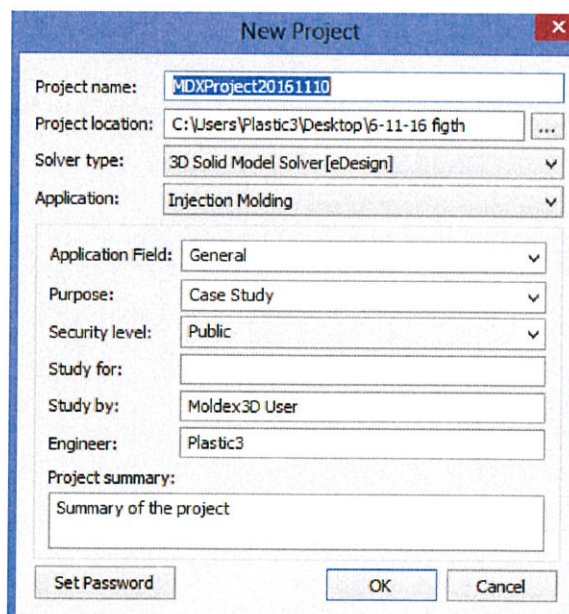 New Project
Project name: MDXProject20161110
Project location: C:\Users\Plastic3\Desktop\6-11-16 figth ...
Solver type: 3D Solid Model Solver[eDesign]
Application: Injection Molding
Application Field: General
Purpose: Case Study
Security level: Public
Study for:
Study by: Moldex3D User
Engineer: Plastic3
Project summary:
Summary of the project
Set Password OK Cancel